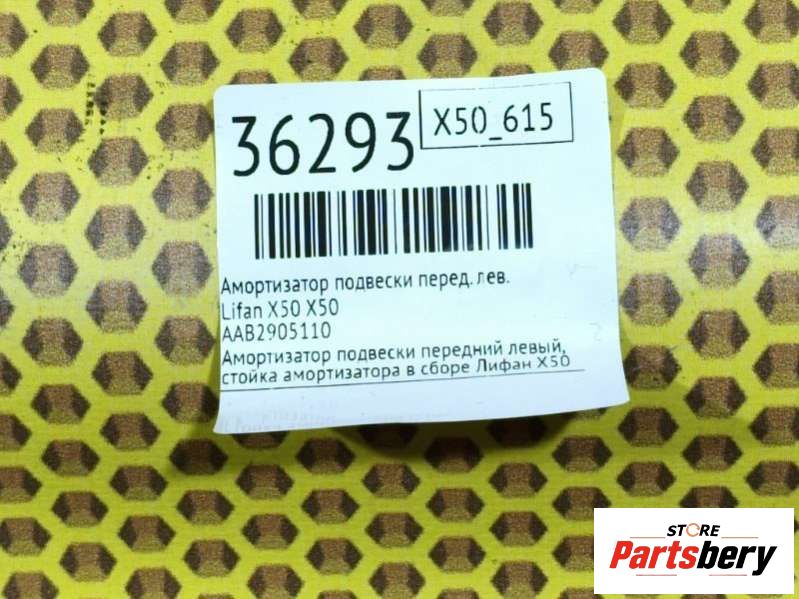 36293
X50_615
Амортизатор подвески перед. лев.
Lifan X50 X50
AAB2905110
Амортизатор подвески передний левый,
стойка амортизатора в сборе Лифан X50
STORE
Partsbery